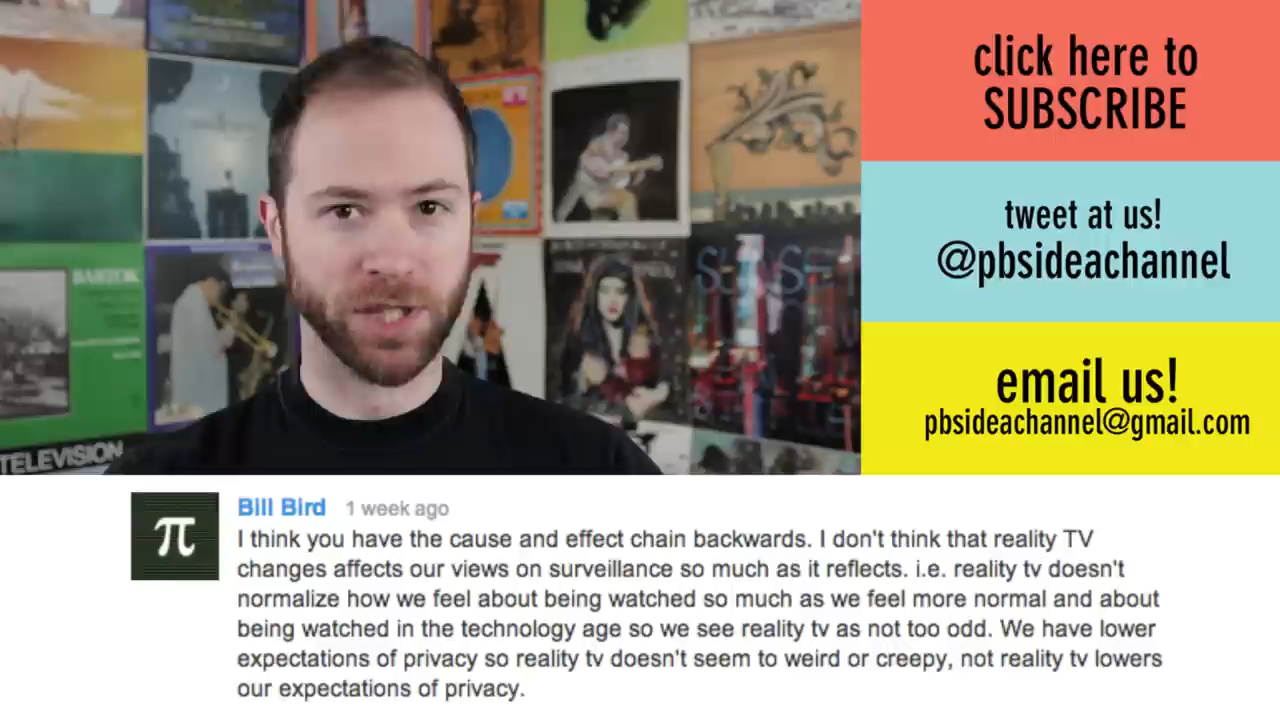 click here to
SUBSCRIBE
tweet at us!
@pbsideachannel
email us!
pbsideachannel@gmail.com
BARTOK
SUNSET
TELEVISION
π
Bill Bird 1 week ago
I think you have the cause and effect chain backwards. I don't think that reality TV
changes affects our views on surveillance so much as it reflects. i.e. reality tv doesn't
normalize how we feel about being watched so much as we feel more normal and about
being watched in the technology age so we see reality tv as not too odd. We have lower
expectations of privacy so reality tv doesn't seem to weird or creepy, not reality tv lowers
our expectations of privacy.